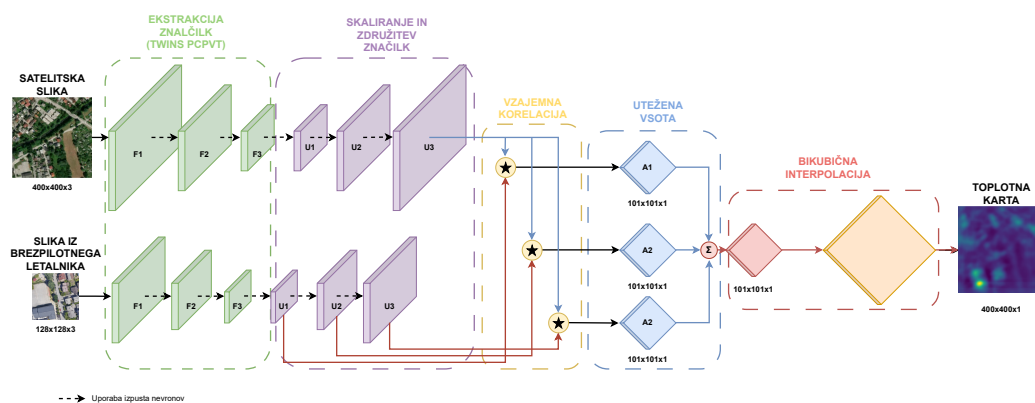 EKSTRAKCIJA
ZNALČILK
(TWINS PCPVT)
SKALIRANJE IN
ZDRUŽITEV
ZNAČILK
SATELITSKA
SLIKA
400x400x3
F1
F2
F3
U1
U2
U3
VZAJEMNA
KORELACIJA
UTEŽENA
VSOTA
A1
101x101x1
BIKUBIČNA
INTERPOLACIJA
TOPLOTNA
KARTA
400x400x1
SLIKA IZ
BREZPILOTNEGA
LETALNIKA
128x128x3
F1
F2
F3
U1
U2
U3
A2
101x101x1
Σ
101x101x1
A2
101x101x1
Uporaba izpusta nevronov